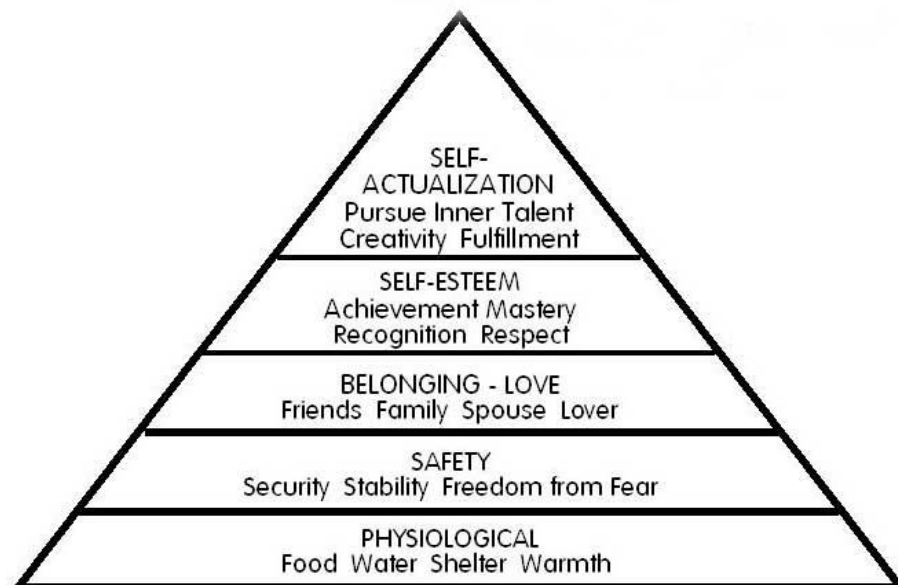 SELF-
ACTUALIZATION
Pursue Inner Talent
Creativity Fulfillment
SELF-ESTEEM
Achievement Mastery
Recognition Respect
BELONGING - LOVE
Friends Family Spouse Lover
SAFETY
Security Stability Freedom from Fear
PHYSIOLOGICAL
Food Water Shelter Warmth